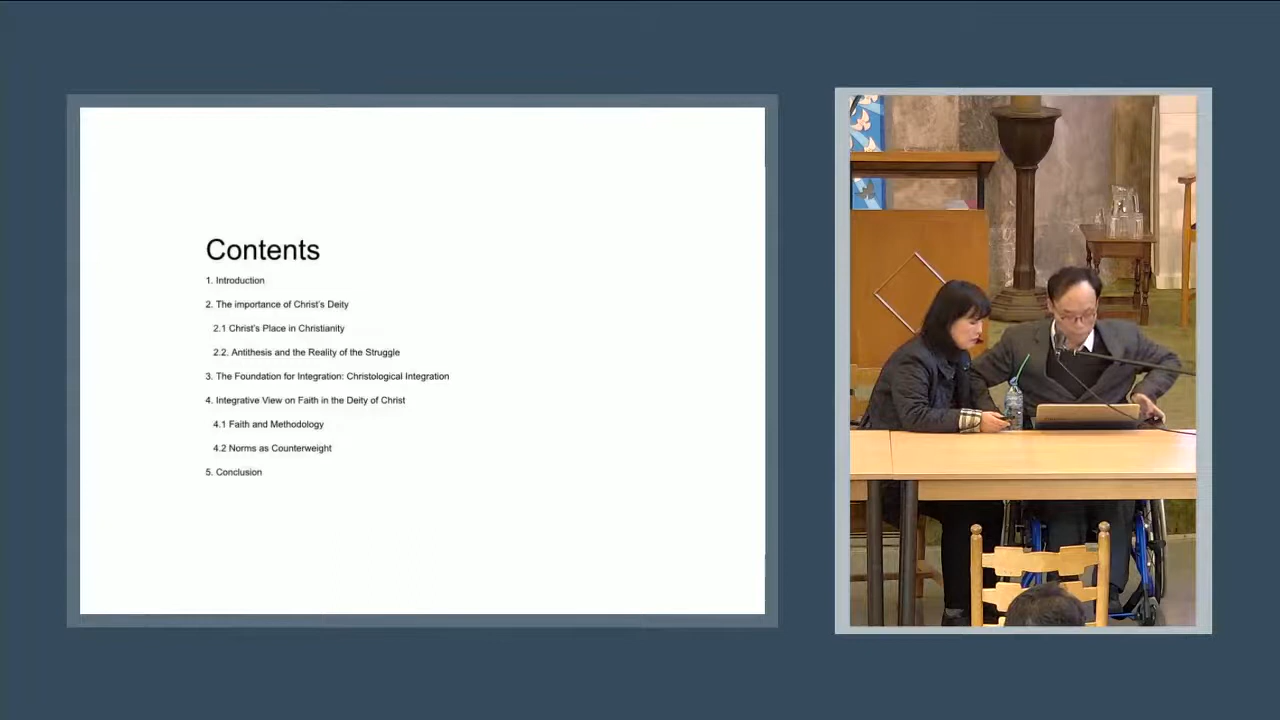 Contents
1. Introduction
2. The importance of Christ's Deity
2.1 Christ's Place in Christianity
2.2. Antithesis and the Reality of the Struggle
3. The Foundation for Integration: Christological Integration
4. Integrative View on Faith in the Deity of Christ
4.1 Faith and Methodology
4.2 Norms as Counterweight
5. Conclusion